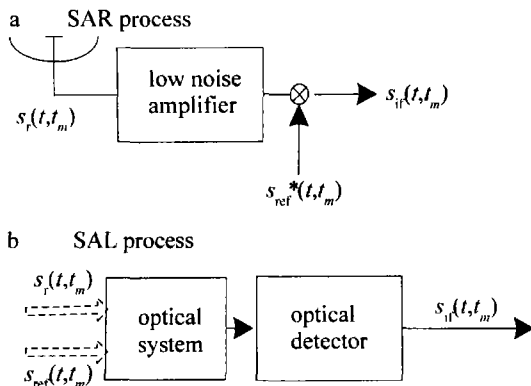 a SAR process
low noise
amplifier
s_r(t,t_m)
s_if(t,t_m)
s_ref*(t,t_m)
b SAL process
s_r(t,t_m)
s_ref(t,t_m)
optical
system
optical
detector
s_if(t,t_m)